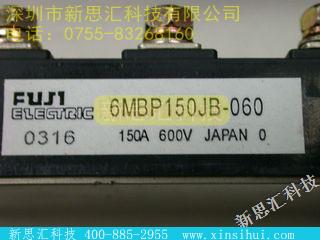 深圳市新思汇科技有限公司
电话：0755-83268160
FUJI
ELECTRIC
6MBP150JB-060
0316
150A 600V JAPAN O
新思汇科技
新思汇科技 400-885-2955 www.xinsihui.com